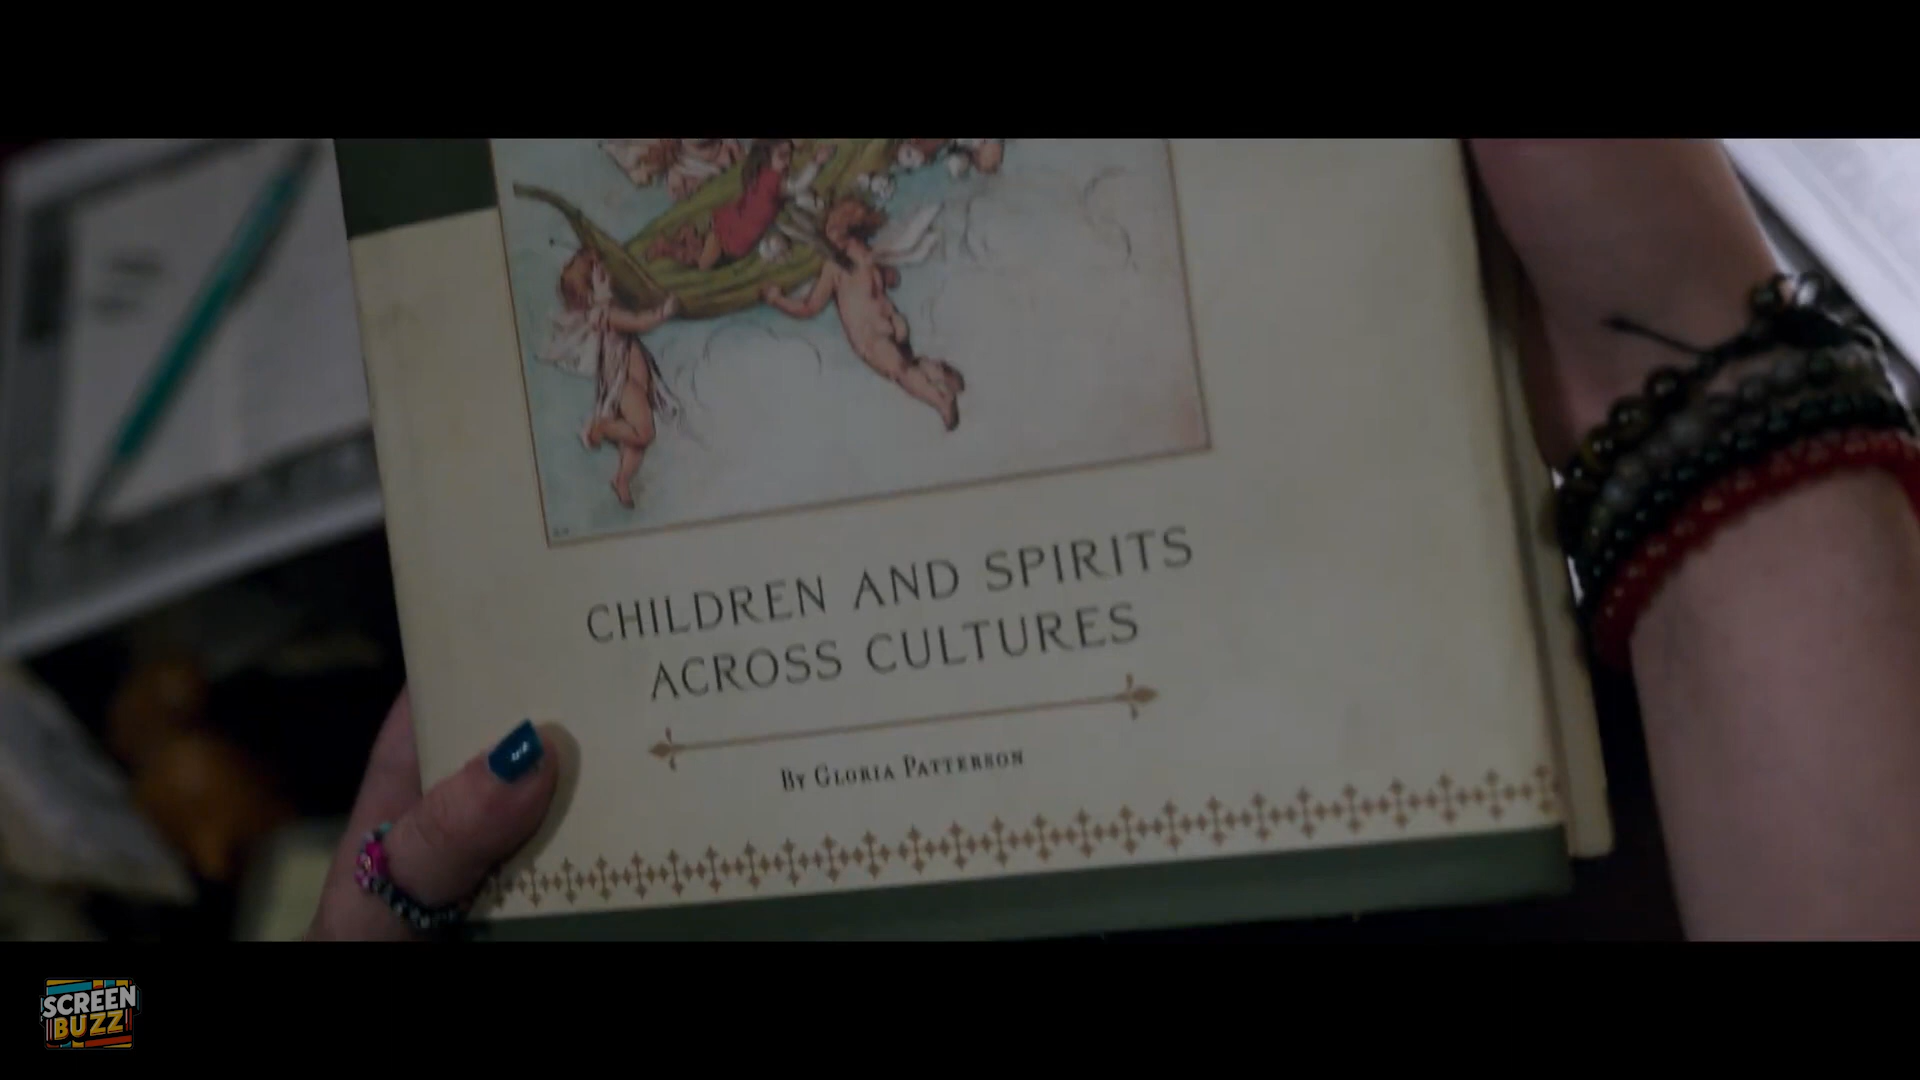 CHILDREN AND SPIRITS
ACROSS CULTURES
BY GLORIA PATTERSON
SCREEN
BUZZ